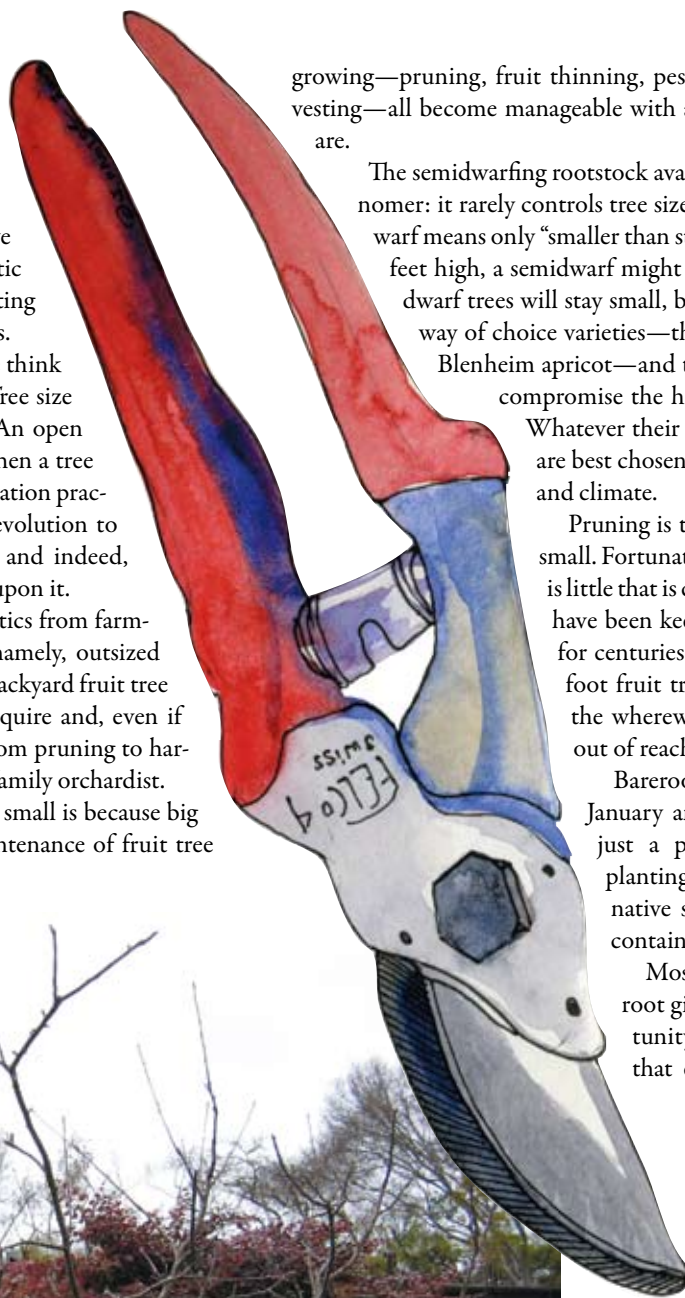 tic
ting
s.
think
ree size
An open
hen a tree
ation prac-
evolution to
and indeed,
upon it.
tics from farm-
namely, outsized
ackyard fruit tree
quire and, even if
om pruning to har-
amily orchardist.
small is because big
ntenance of fruit tree
growing—pruning, fruit thinning, pes
vesting—all become manageable with
are.
The semidwarfing rootstock ava
nomer: it rarely controls tree size
warf means only “smaller than s
feet high, a semidwarf might
dwarf trees will stay small, b
way of choice varieties—th
Blenheim apricot—and t
compromise the h
Whatever their
are best chosen
and climate.
Pruning is t
small. Fortunat
is little that is
have been kee
for centuries
foot fruit tr
the wherew
out of reach
Bareroo
January a
just a p
planting
native s
contain
Mos
root gi
tunity
that
FELCO 9
SWISS